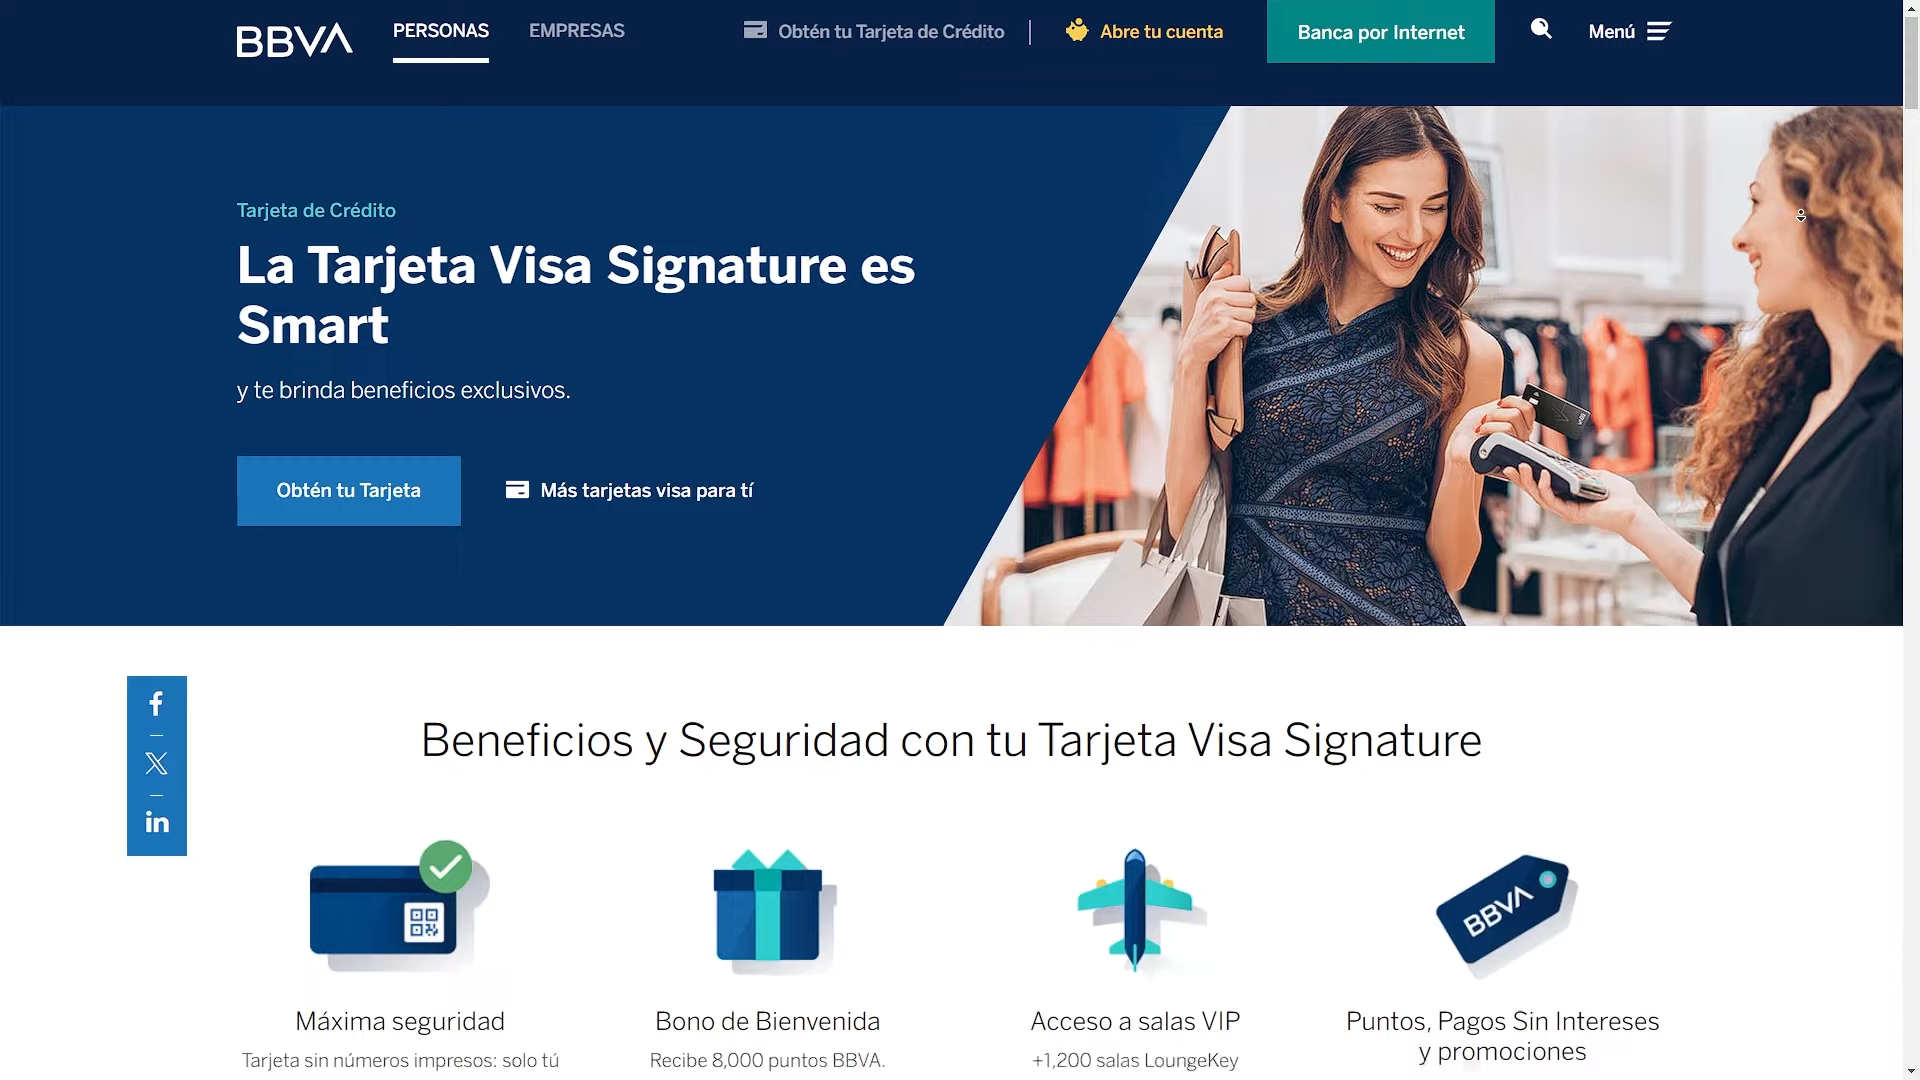 BBVA
PERSONAS
EMPRESAS
Obtén tu Tarjeta de Crédito
Abre tu cuenta
Banca por Internet
Menú
Tarjeta de Crédito
La Tarjeta Visa Signature es
Smart
y te brinda beneficios exclusivos.
Obtén tu Tarjeta
Más tarjetas visa para tí
Beneficios y Seguridad con tu Tarjeta Visa Signature
BBVA
Máxima seguridad
Tarjeta sin números impresos: solo tú
Bono de Bienvenida
Recibe 8,000 puntos BBVA.
Acceso a salas VIP
+1,200 salas LoungeKey
Puntos, Pagos Sin Intereses
y promociones